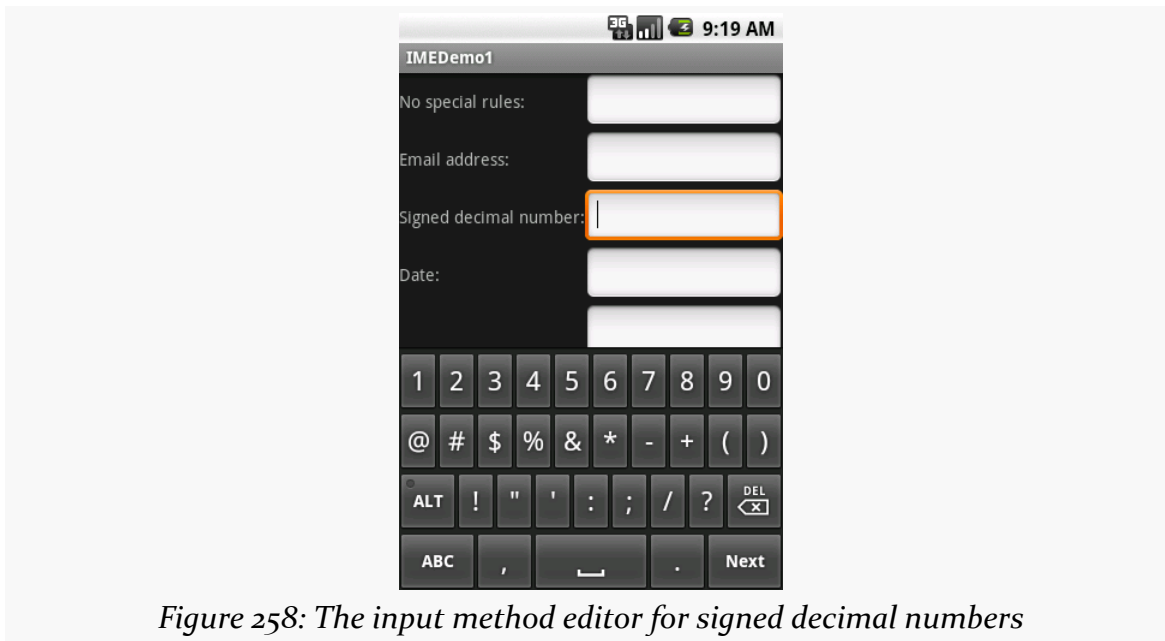 3G 9:19 AM
IMEDemo1
No special rules:
Email address:
Signed decimal number:
Date:
1 2 3 4 5 6 7 8 9 0
@ # $ % & * - + ( )
ALT ! " ' : ; / ? DEL
ABC , . Next
Figure 258: The input method editor for signed decimal numbers